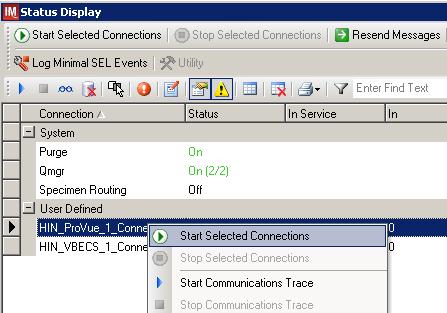 IM Status Display
Start Selected Connections Stop Selected Connections Resend Messages
Log Minimal SEL Events Utility
Enter Find Text
Connection Status In Service In
System
Purge On
Qmgr On (2/2)
Specimen Routing Off
User Defined
HIN_ProVue_1_Conne 0
HIN_VBECS_1_Conne 0
Start Selected Connections
Stop Selected Connections
Start Communications Trace
Stop Communications Trace